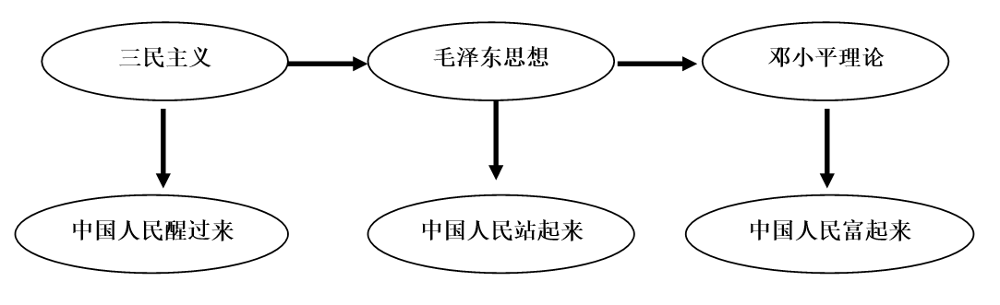 三民主义
毛泽东思想
邓小平理论
中国人民醒过来
中国人民站起来
中国人民富起来